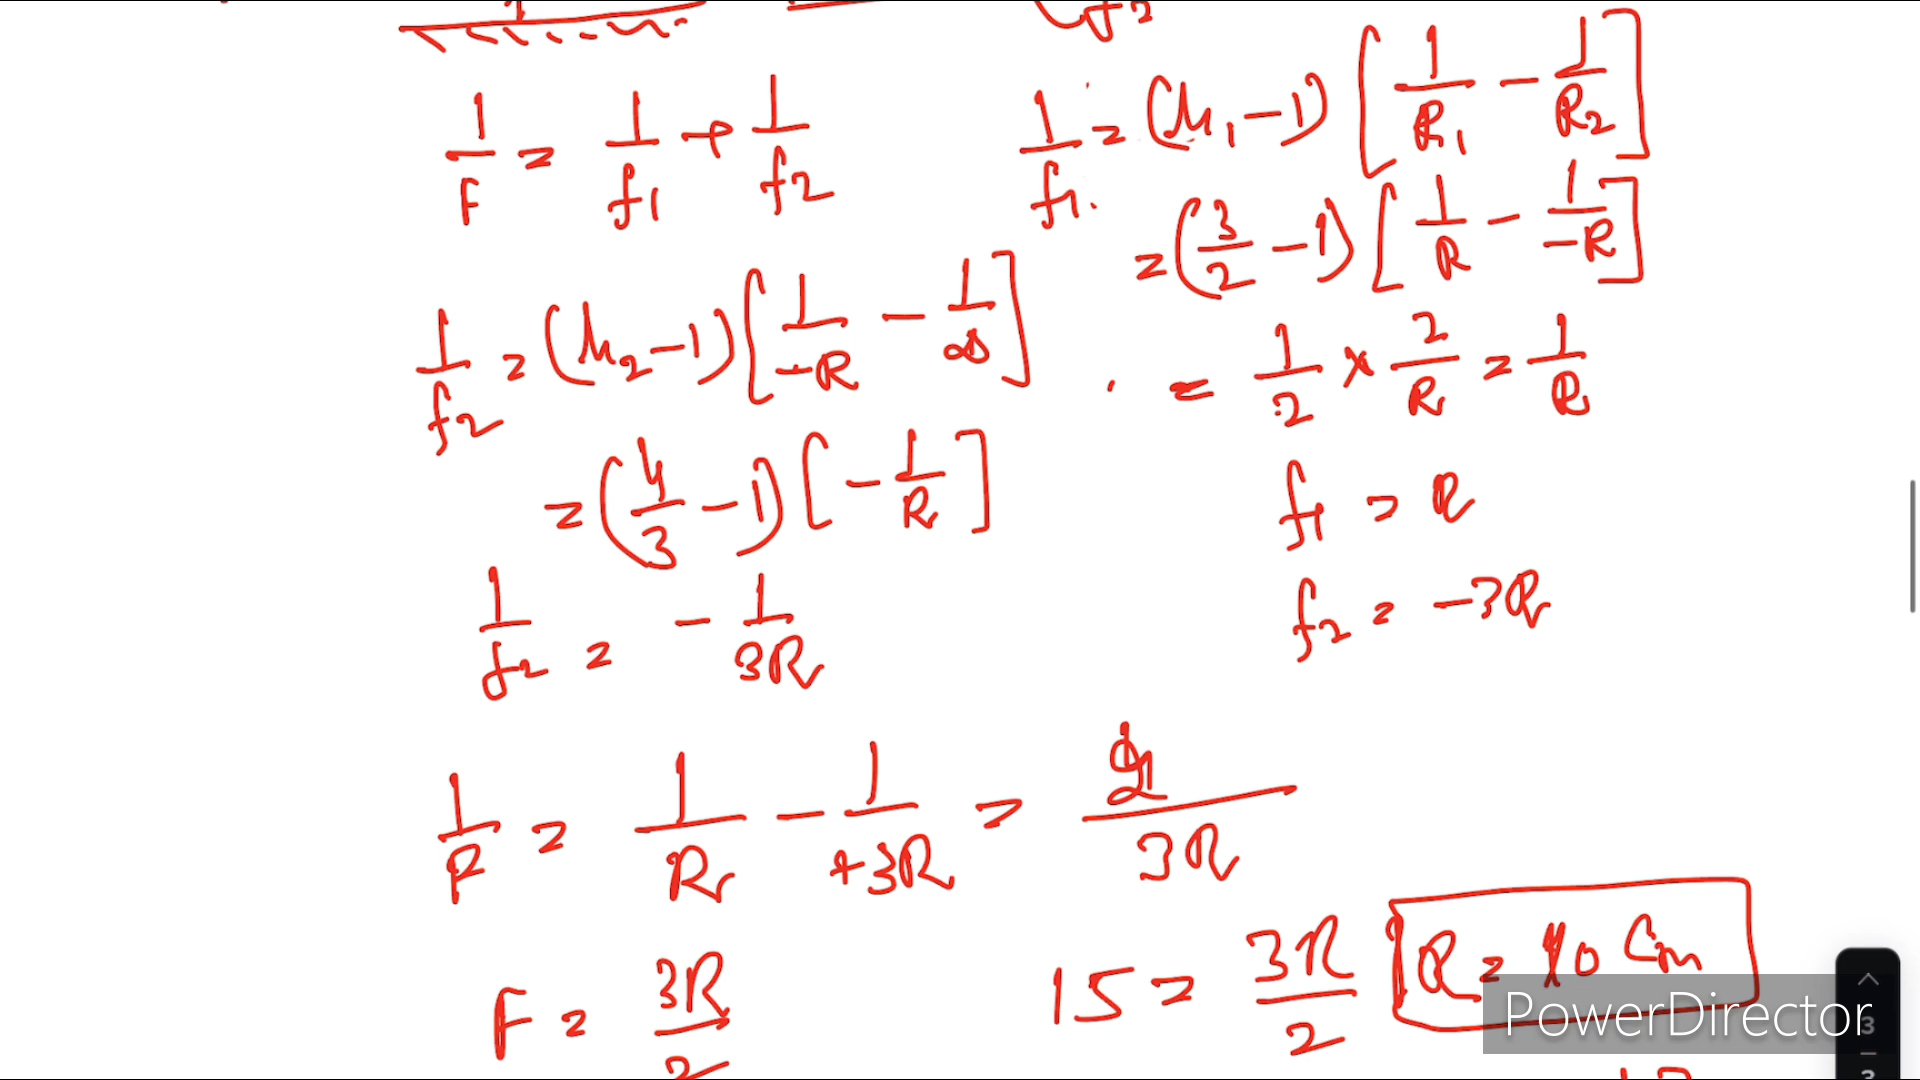 1/F = 1/f1 + 1/f2
1/f1 = (μ1 - 1) [1/R1 - 1/R2]
= (3/2 - 1) [1/R - 1/-R]
1/f2 = (μ2 - 1) [1/-R - 1/∞]
= 1/2 × 2/R = 1/R
= (4/3 - 1) [-1/R]
f1 = R
1/f2 = - 1/3R
f2 = -3R
1/F = 1/R - 1/+3R = 2/3R
F = 3R/2
15 = 3R/2
R = 10 Cm
PowerDirector
3